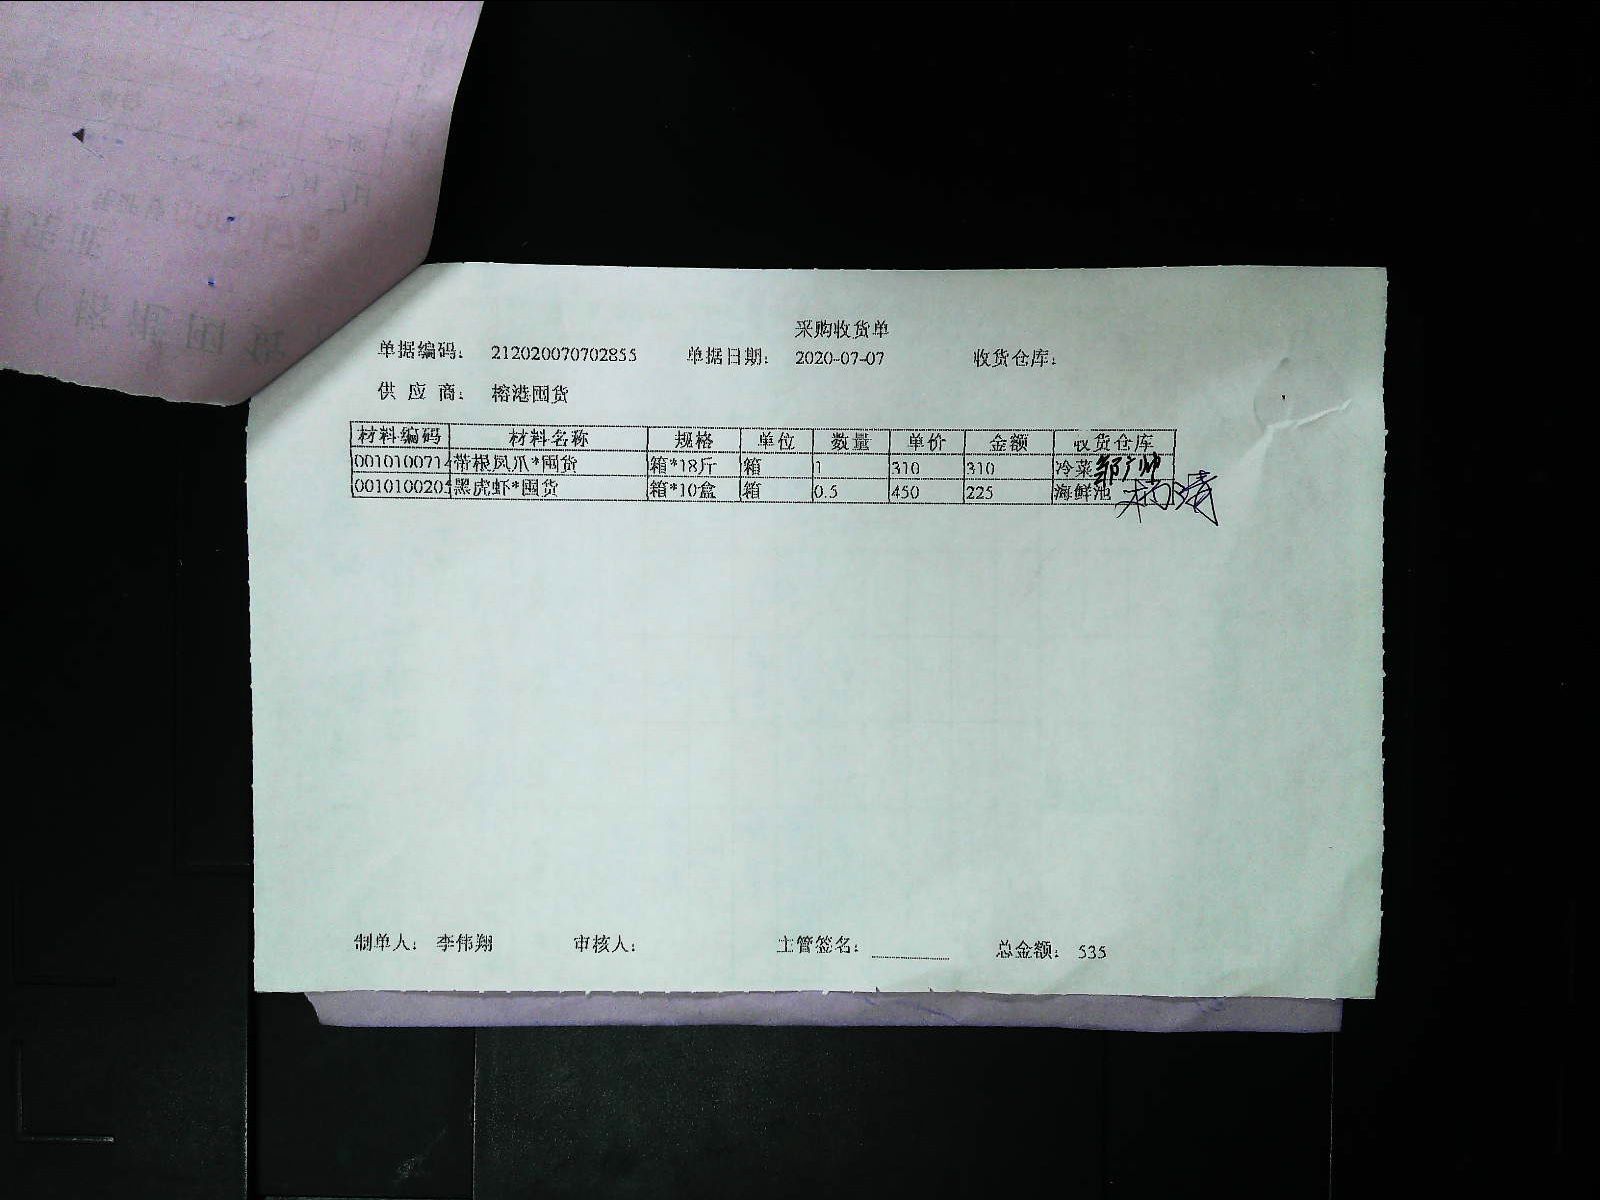 采购收货单
单据编码： 212020070702855 单据日期： 2020-07-07 收货仓库：
供 应 商： 榕港囤货
材料编码 材料名称 规格 单位 数量 单价 金额 收货仓库
0010100714 带根凤爪*囤货 箱*18斤 箱 1 310 310 冷菜
0010100205 黑虎虾*囤货 箱*10盒 箱 0.5 450 225 海鲜池
制单人： 李伟翔 审核人： 主管签名： 总金额： 535